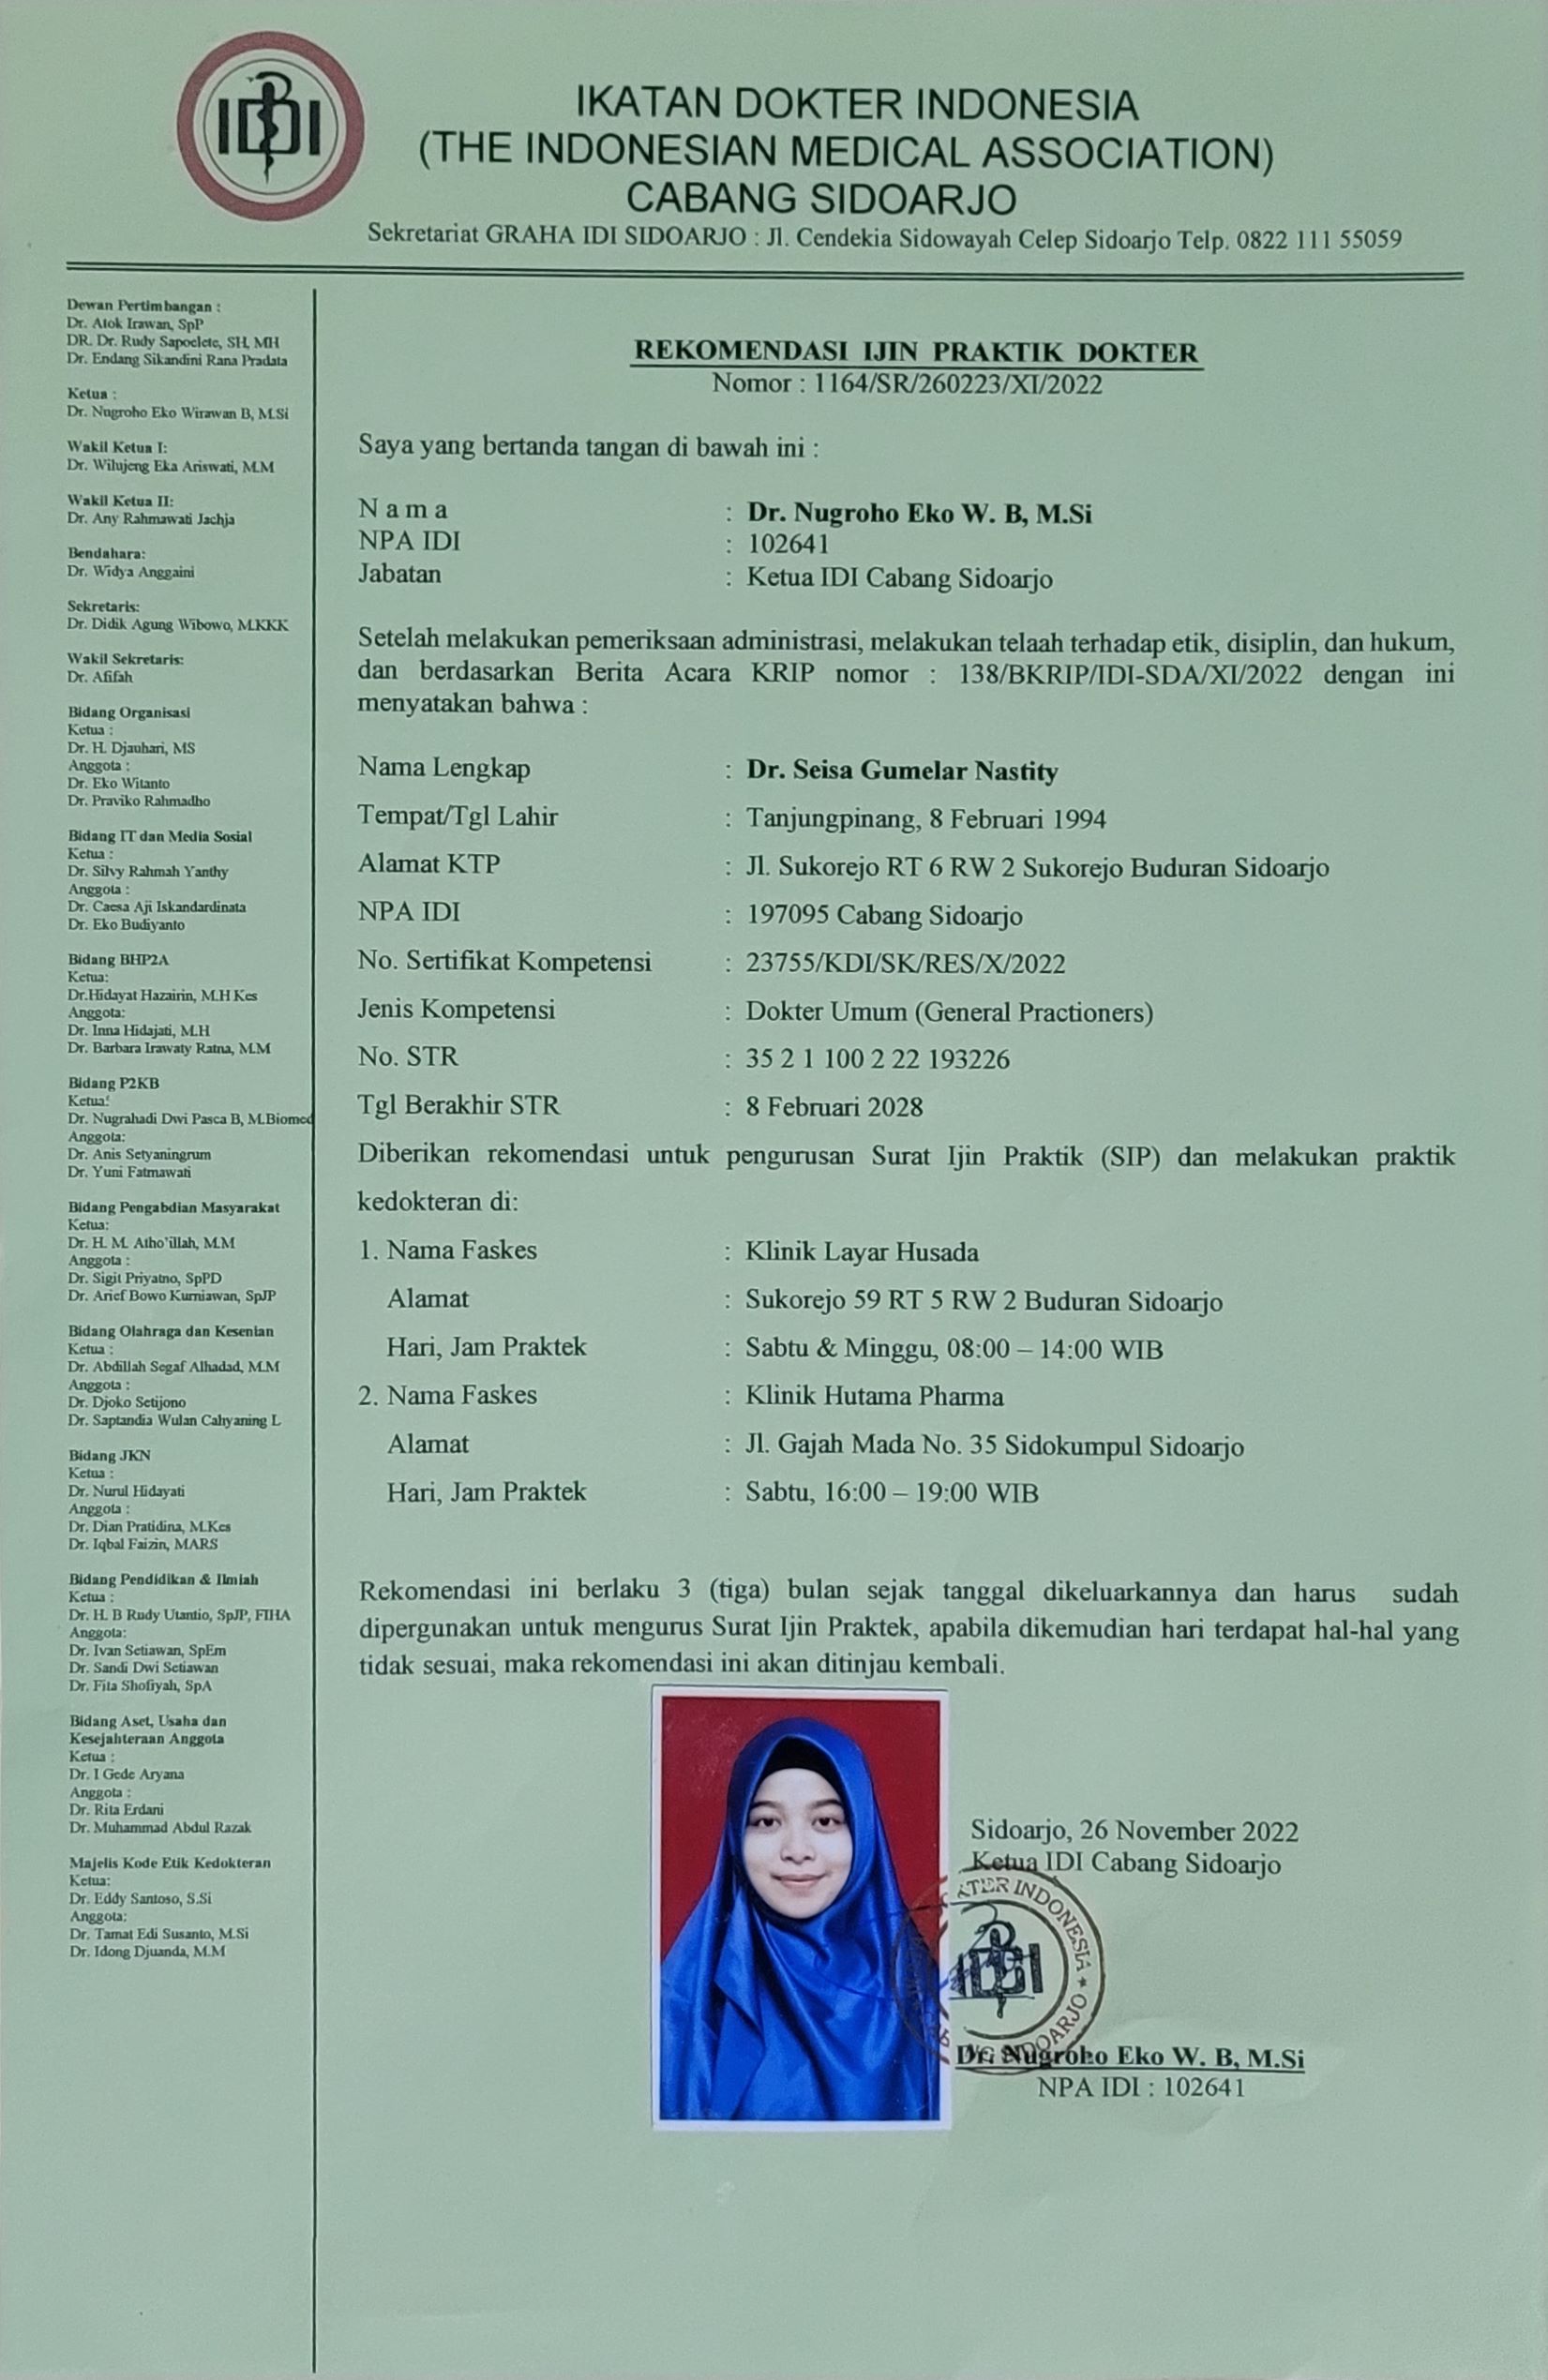 IDI
IKATAN DOKTER INDONESIA
(THE INDONESIAN MEDICAL ASSOCIATION)
CABANG SIDOARJO
Sekretariat GRAHA IDI SIDOARJO : Jl. Cendekia Sidowayah Celep Sidoarjo Telp. 0822 111 55059
Dewan Pertimbangan :
Dr. Atok Irawan, SpP
DR. Dr. Rudy Sapoelete, SH, MH
Dr. Endang Sikandini Rana Pradata
Ketua :
Dr. Nugroho Eko Wirawan B, M.Si
Wakil Ketua I:
Dr. Wilujeng Eka Ariswati, M.M
Wakil Ketua II:
Dr. Any Rahmawati Jachja
Bendahara:
Dr. Widya Anggaini
Sekretaris:
Dr. Didik Agung Wibowo, M.KKK
Wakil Sekretaris:
Dr. Afifah
Bidang Organisasi
Ketua :
Dr. H. Djauhari, MS
Anggota :
Dr. Eko Witanto
Dr. Praviko Rahmadho
Bidang IT dan Media Sosial
Ketua :
Dr. Silvy Rahmah Yanthy
Anggota :
Dr. Caesa Aji Iskandardinata
Dr. Eko Budiyanto
Bidang BHP2A
Ketua:
Dr.Hidayat Hazairin, M.H Kes
Anggota:
Dr. Inna Hidajati, M.H
Dr. Barbara Irawaty Ratna, M.M
Bidang P2KB
Ketua:
Dr. Nugrahadi Dwi Pasca B, M.Biomed
Anggota:
Dr. Anis Setyaningrum
Dr. Yuni Fatmawati
Bidang Pengabdian Masyarakat
Ketua:
Dr. H. M. Atho'illah, M.M
Anggota :
Dr. Sigit Priyatno, SpPD
Dr. Arief Bowo Kurniawan, SpJP
Bidang Olahraga dan Kesenian
Ketua :
Dr. Abdillah Segaf Alhadad, M.M
Anggota :
Dr. Djoko Setijono
Dr. Saptandia Wulan Cahyaning L
Bidang JKN
Ketua :
Dr. Nurul Hidayati
Anggota :
Dr. Dian Pratidina, M.Kes
Dr. Iqbal Faizin, MARS
Bidang Pendidikan & Ilmiah
Ketua :
Dr. H. B Rudy Utantio, SpJP, FIHA
Anggota:
Dr. Ivan Setiawan, SpEm
Dr. Sandi Dwi Setiawan
Dr. Fita Shofiyah, SpA
Bidang Aset, Usaha dan
Kesejahteraan Anggota
Ketua :
Dr. I Gede Aryana
Anggota :
Dr. Rita Erdani
Dr. Muhammad Abdul Razak
Majelis Kode Etik Kedokteran
Ketua:
Dr. Eddy Santoso, S.Si
Anggota:
Dr. Tamat Edi Susanto, M.Si
Dr. Idong Djuanda, M.M
REKOMENDASI IJIN PRAKTIK DOKTER
Nomor : 1164/SR/260223/XI/2022
Saya yang bertanda tangan di bawah ini :
N a m a : Dr. Nugroho Eko W. B, M.Si
NPA IDI : 102641
Jabatan : Ketua IDI Cabang Sidoarjo
Setelah melakukan pemeriksaan administrasi, melakukan telaah terhadap etik, disiplin, dan hukum,
dan berdasarkan Berita Acara KRIP nomor : 138/BKRIP/IDI-SDA/XI/2022 dengan ini
menyatakan bahwa :
Nama Lengkap : Dr. Seisa Gumelar Nastity
Tempat/Tgl Lahir : Tanjungpinang, 8 Februari 1994
Alamat KTP : Jl. Sukorejo RT 6 RW 2 Sukorejo Buduran Sidoarjo
NPA IDI : 197095 Cabang Sidoarjo
No. Sertifikat Kompetensi : 23755/KDI/SK/RES/X/2022
Jenis Kompetensi : Dokter Umum (General Practioners)
No. STR : 35 2 1 100 2 22 193226
Tgl Berakhir STR : 8 Februari 2028
Diberikan rekomendasi untuk pengurusan Surat Ijin Praktik (SIP) dan melakukan praktik
kedokteran di:
1. Nama Faskes : Klinik Layar Husada
Alamat : Sukorejo 59 RT 5 RW 2 Buduran Sidoarjo
Hari, Jam Praktek : Sabtu & Minggu, 08:00 – 14:00 WIB
2. Nama Faskes : Klinik Hutama Pharma
Alamat : Jl. Gajah Mada No. 35 Sidokumpul Sidoarjo
Hari, Jam Praktek : Sabtu, 16:00 – 19:00 WIB
Rekomendasi ini berlaku 3 (tiga) bulan sejak tanggal dikeluarkannya dan harus sudah
dipergunakan untuk mengurus Surat Ijin Praktek, apabila dikemudian hari terdapat hal-hal yang
tidak sesuai, maka rekomendasi ini akan ditinjau kembali.
Sidoarjo, 26 November 2022
Ketua IDI Cabang Sidoarjo
INDONESIA * SIDOARJO
IDI
Dr. Nugroho Eko W. B, M.Si
NPA IDI : 102641